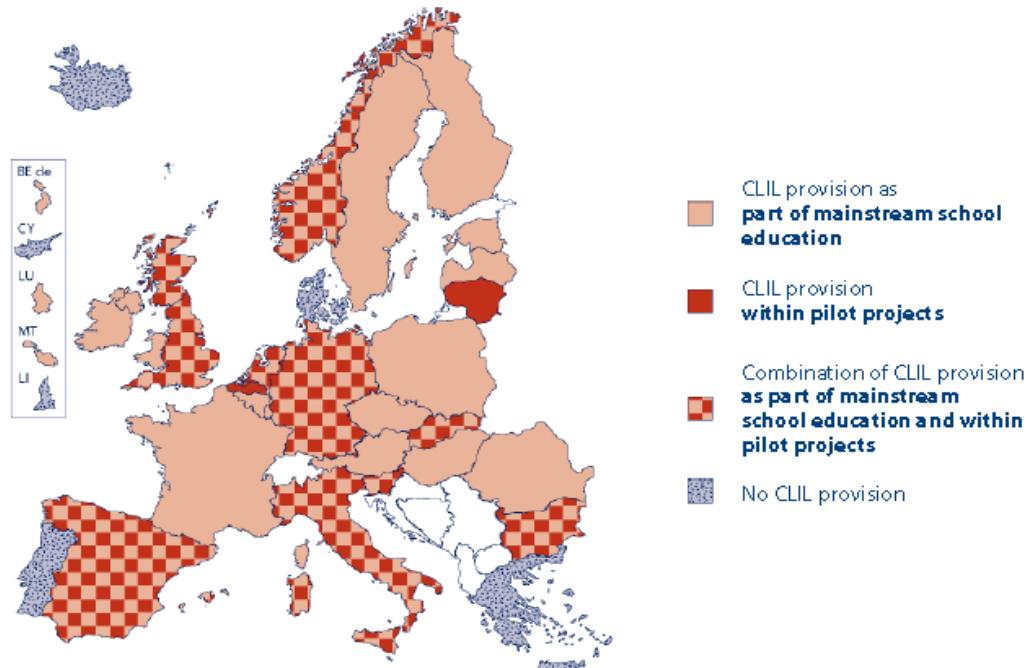 BE de
CY
LU
MT
LI
CLIL provision as
part of mainstream school
education
CLIL provision
within pilot projects
Combination of CLIL provision
as part of mainstream
school education and within
pilot projects
No CLIL provision